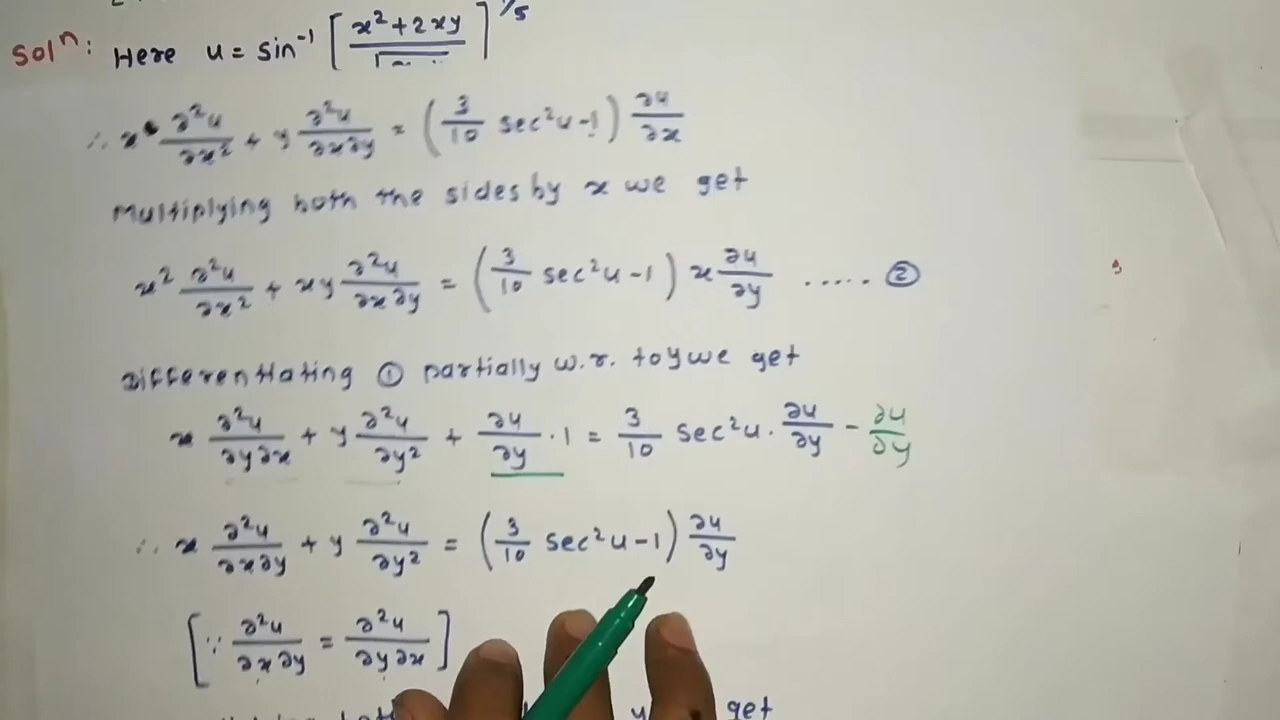 Solⁿ: Here u = sin⁻¹ [ (x² + 2xy) / √ ]^1/5
∴ x ∂²u/∂x² + y ∂²u/∂x∂y = (3/10 sec²u - 1) ∂u/∂x
Multiplying both the sides by x we get
x² ∂²u/∂x² + xy ∂²u/∂x∂y = (3/10 sec²u - 1) x ∂u/∂y ..... ②
Differentiating ① partially w.r. to y we get
x ∂²u/∂y∂x + y ∂²u/∂y² + ∂u/∂y · 1 = 3/10 sec²u · ∂u/∂y - ∂u/∂y
∴ x ∂²u/∂x∂y + y ∂²u/∂y² = (3/10 sec²u - 1) ∂u/∂y
[∵ ∂²u/∂x∂y = ∂²u/∂y∂x]
get